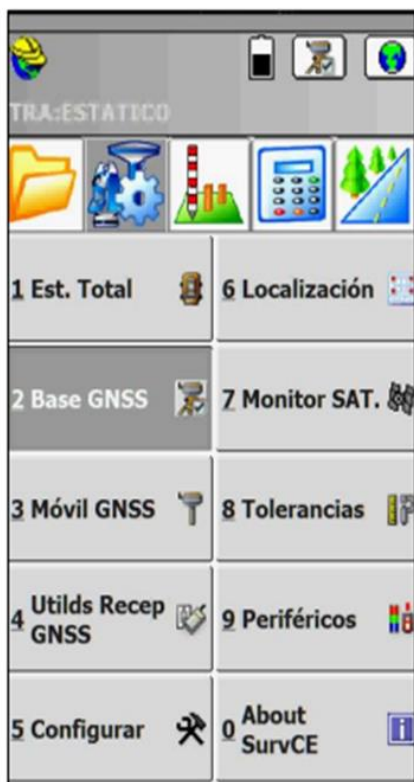 TRA:ESTATICO
1 Est. Total
6 Localización
2 Base GNSS
7 Monitor SAT.
3 Móvil GNSS
8 Tolerancias
4 Utilds Recep
GNSS
9 Periféricos
5 Configurar
0 About
SurvCE